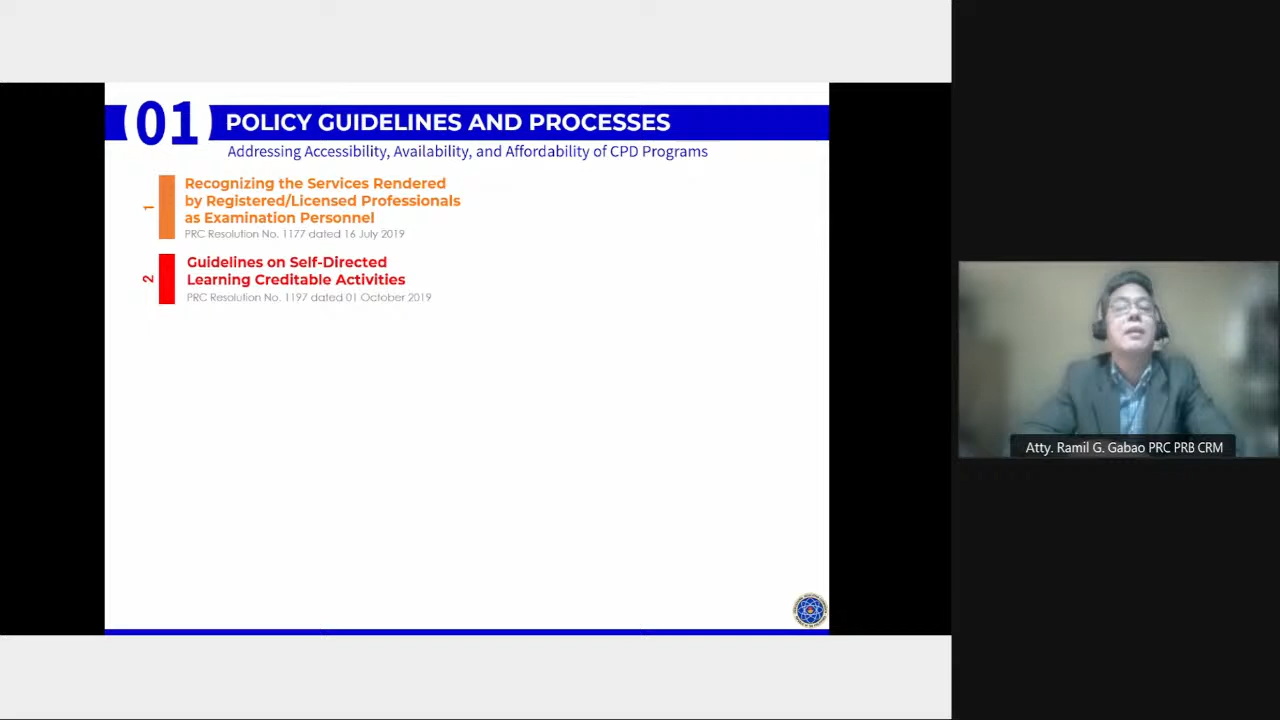 01 POLICY GUIDELINES AND PROCESSES
Addressing Accessibility, Availability, and Affordability of CPD Programs
1
Recognizing the Services Rendered
by Registered/Licensed Professionals
as Examination Personnel
PRC Resolution No. 1177 dated 16 July 2019
2
Guidelines on Self-Directed
Learning Creditable Activities
PRC Resolution No. 1197 dated 01 October 2019
Atty. Ramil G. Gabao PRC PRB CRM